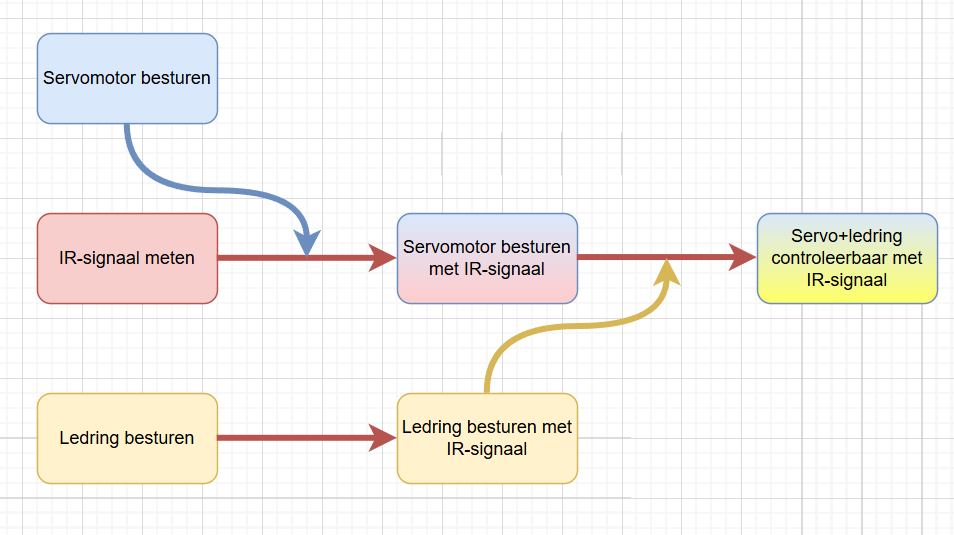 Servomotor besturen
IR-signaal meten
Servomotor besturen
met IR-signaal
Servo+ledring
controleerbaar met
IR-signaal
Ledring besturen
Ledring besturen met
IR-signaal